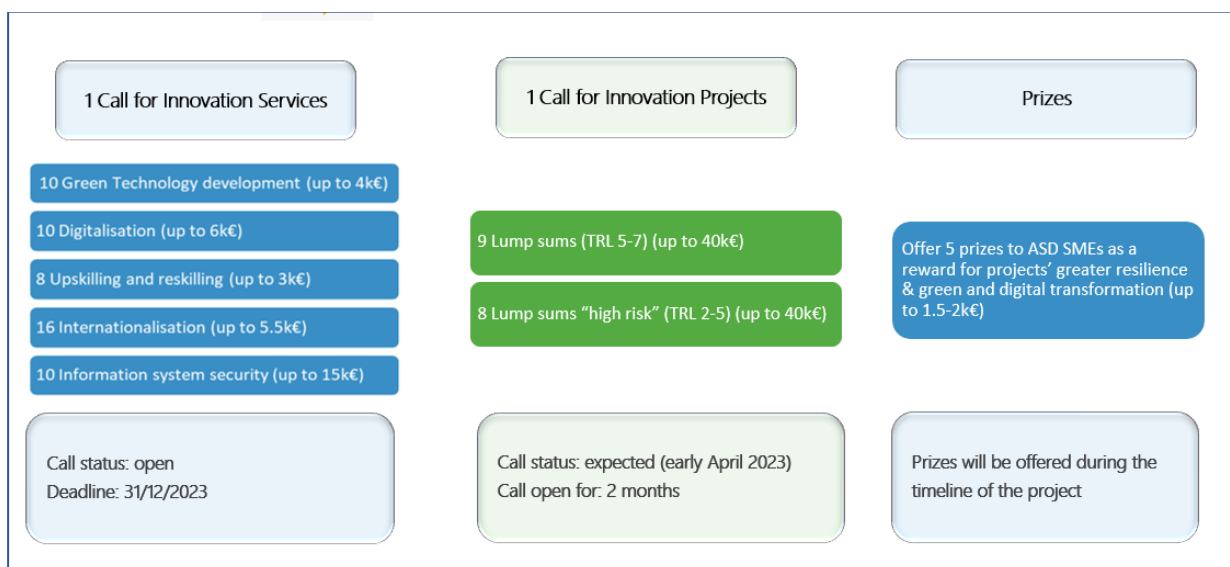 1 Call for Innovation Services
10 Green Technology development (up to 4k€)
10 Digitalisation (up to 6k€)
8 Upskilling and reskilling (up to 3k€)
16 Internationalisation (up to 5.5k€)
10 Information system security (up to 15k€)
Call status: open
Deadline: 31/12/2023
1 Call for Innovation Projects
9 Lump sums (TRL 5-7) (up to 40k€)
8 Lump sums “high risk” (TRL 2-5) (up to 40k€)
Call status: expected (early April 2023)
Call open for: 2 months
Prizes
Offer 5 prizes to ASD SMEs as a
reward for projects’ greater resilience
& green and digital transformation (up
to 1.5-2k€)
Prizes will be offered during the
timeline of the project